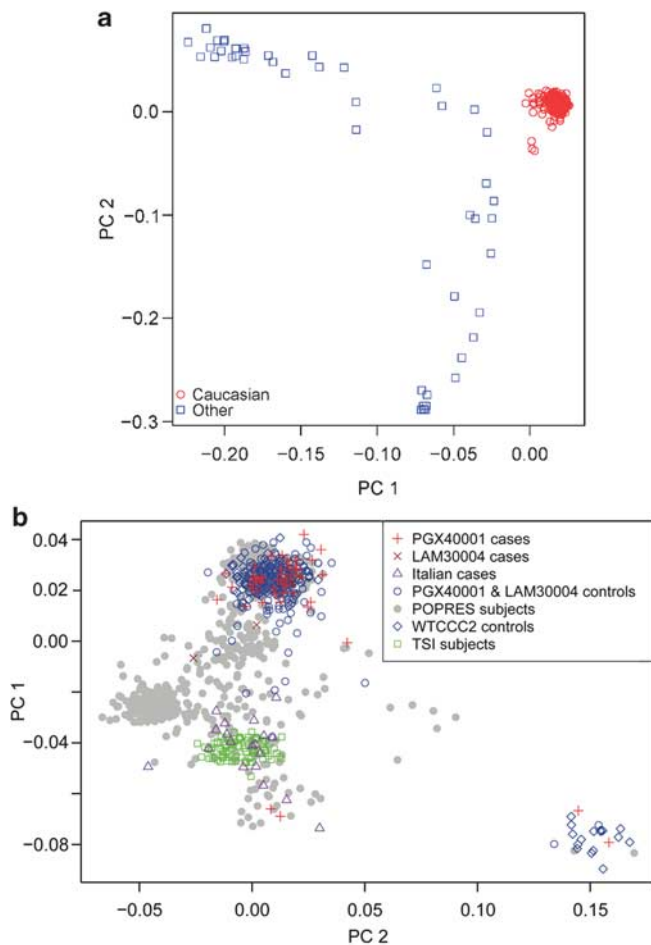 a
0.0
−0.1
−0.2
−0.3
PC 2
Caucasian
Other
−0.20
−0.15
−0.10
−0.05
0.00
PC 1
b
0.04
0.02
0.00
−0.04
−0.08
PC 1
PGX40001 cases
LAM30004 cases
Italian cases
PGX40001 & LAM30004 controls
POPRES subjects
WTCCC2 controls
TSI subjects
−0.05
0.00
0.05
0.10
0.15
PC 2